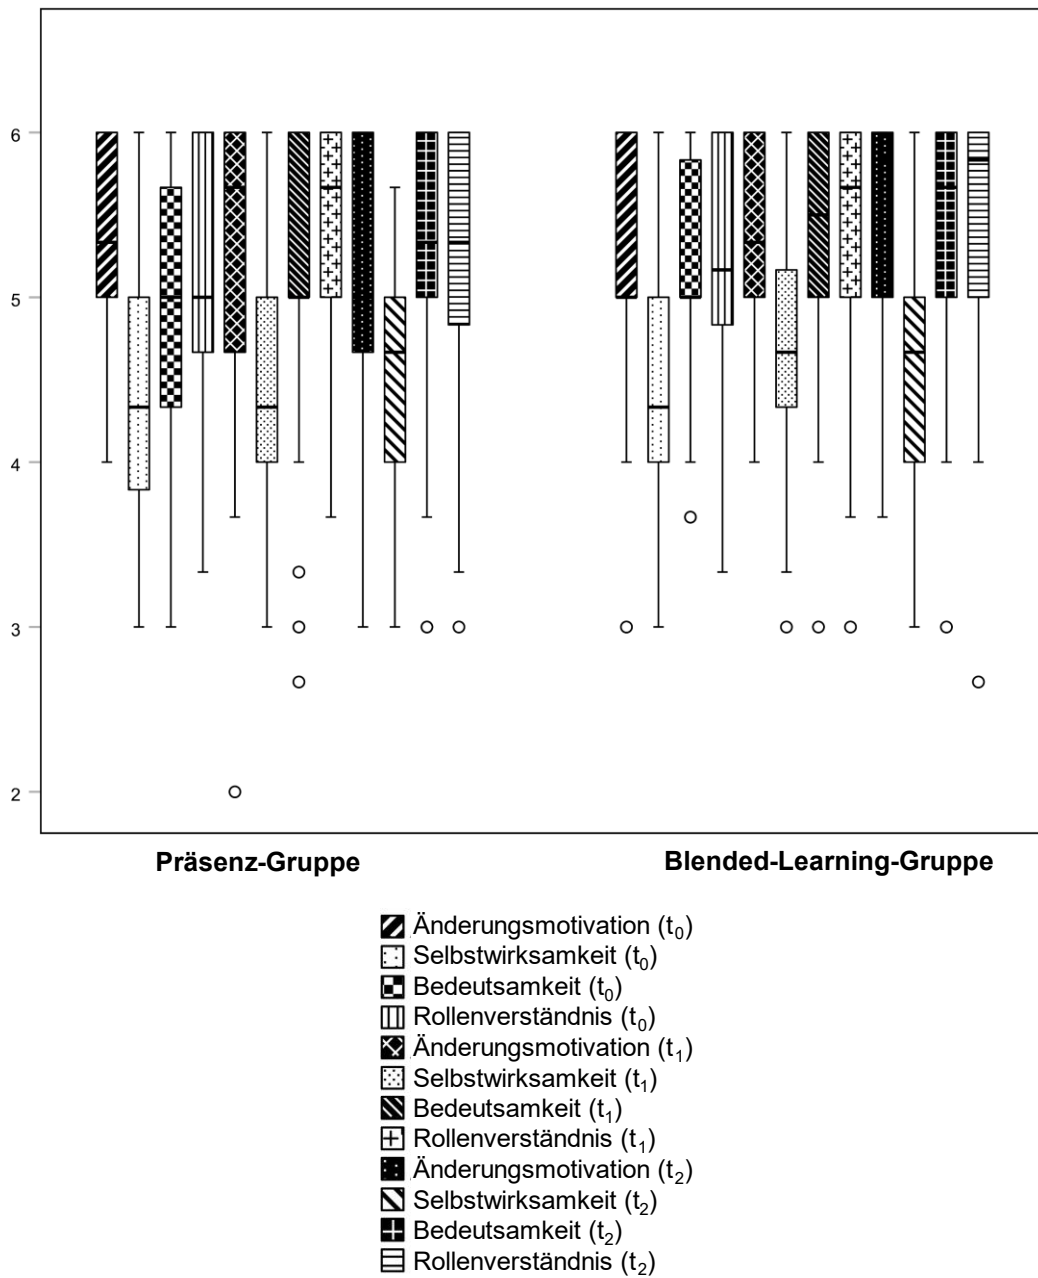 6
5
4
3
2
Präsenz-Gruppe Blended-Learning-Gruppe
Änderungsmotivation (t₀)
Selbstwirksamkeit (t₀)
Bedeutsamkeit (t₀)
Rollenverständnis (t₀)
Änderungsmotivation (t₁)
Selbstwirksamkeit (t₁)
Bedeutsamkeit (t₁)
Rollenverständnis (t₁)
Änderungsmotivation (t₂)
Selbstwirksamkeit (t₂)
Bedeutsamkeit (t₂)
Rollenverständnis (t₂)